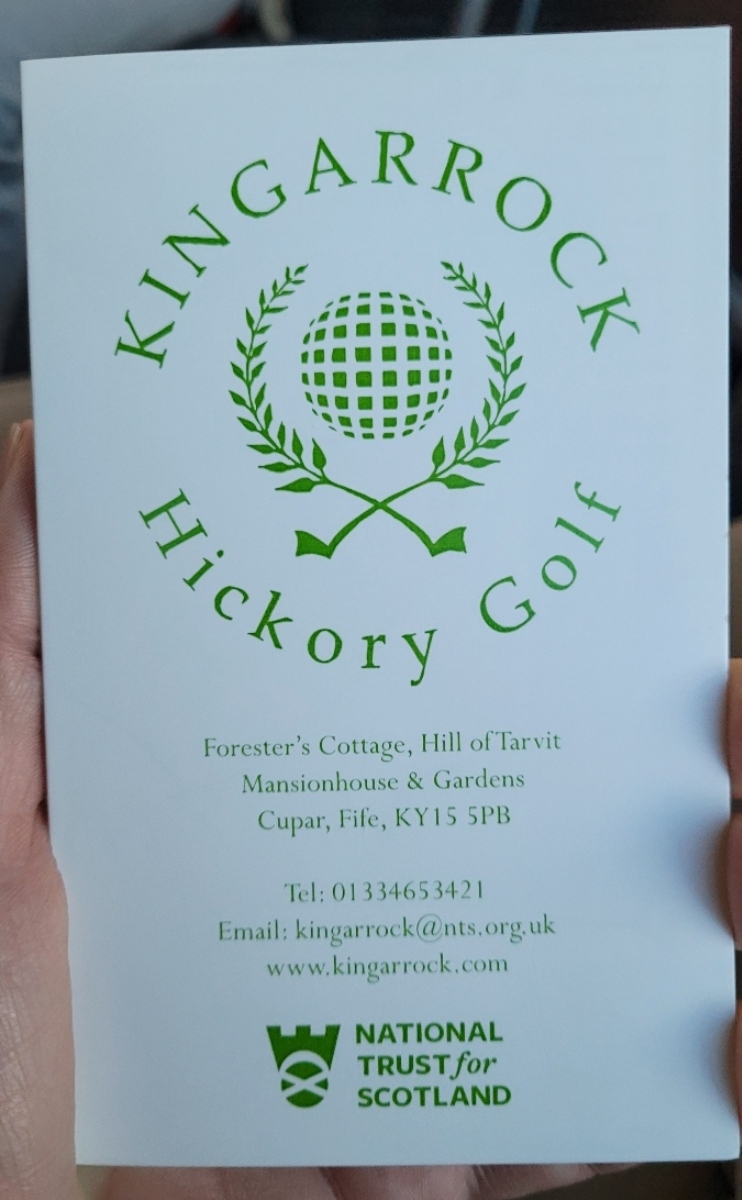 KINGARROCK
Hickory Golf
Forester's Cottage, Hill of Tarvit
Mansionhouse & Gardens
Cupar, Fife, KY15 5PB
Tel: 01334653421
Email: kingarrock@nts.org.uk
www.kingarrock.com
NATIONAL
TRUST for
SCOTLAND